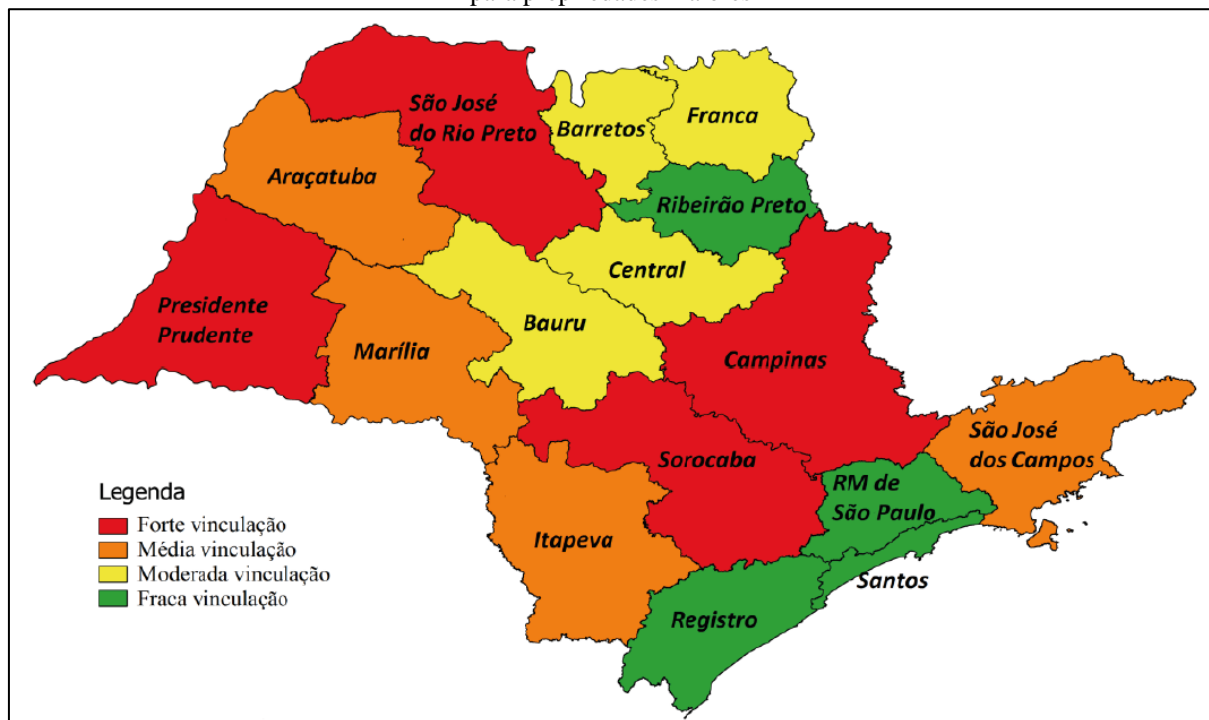 São José
do Rio Preto
Barretos
Franca
Araçatuba
Ribeirão Preto
Central
Presidente
Prudente
Bauru
Marília
Campinas
São José
dos Campos
Sorocaba
RM de
São Paulo
Itapeva
Santos
Registro
Legenda
Forte vinculação
Média vinculação
Moderada vinculação
Fraca vinculação